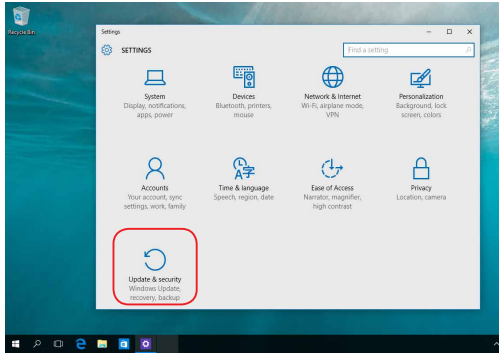 Recycle Bin
Settings
SETTINGS
Find a setting
System
Display, notifications,
apps, power
Devices
Bluetooth, printers,
mouse
Network & Internet
Wi-Fi, airplane mode,
VPN
Personalization
Background, lock
screen, colors
Accounts
Your account, sync
settings, work, family
Time & language
Speech, region, date
Ease of Access
Narrator, magnifier,
high contrast
Privacy
Location, camera
Update & security
Windows Update,
recovery, backup